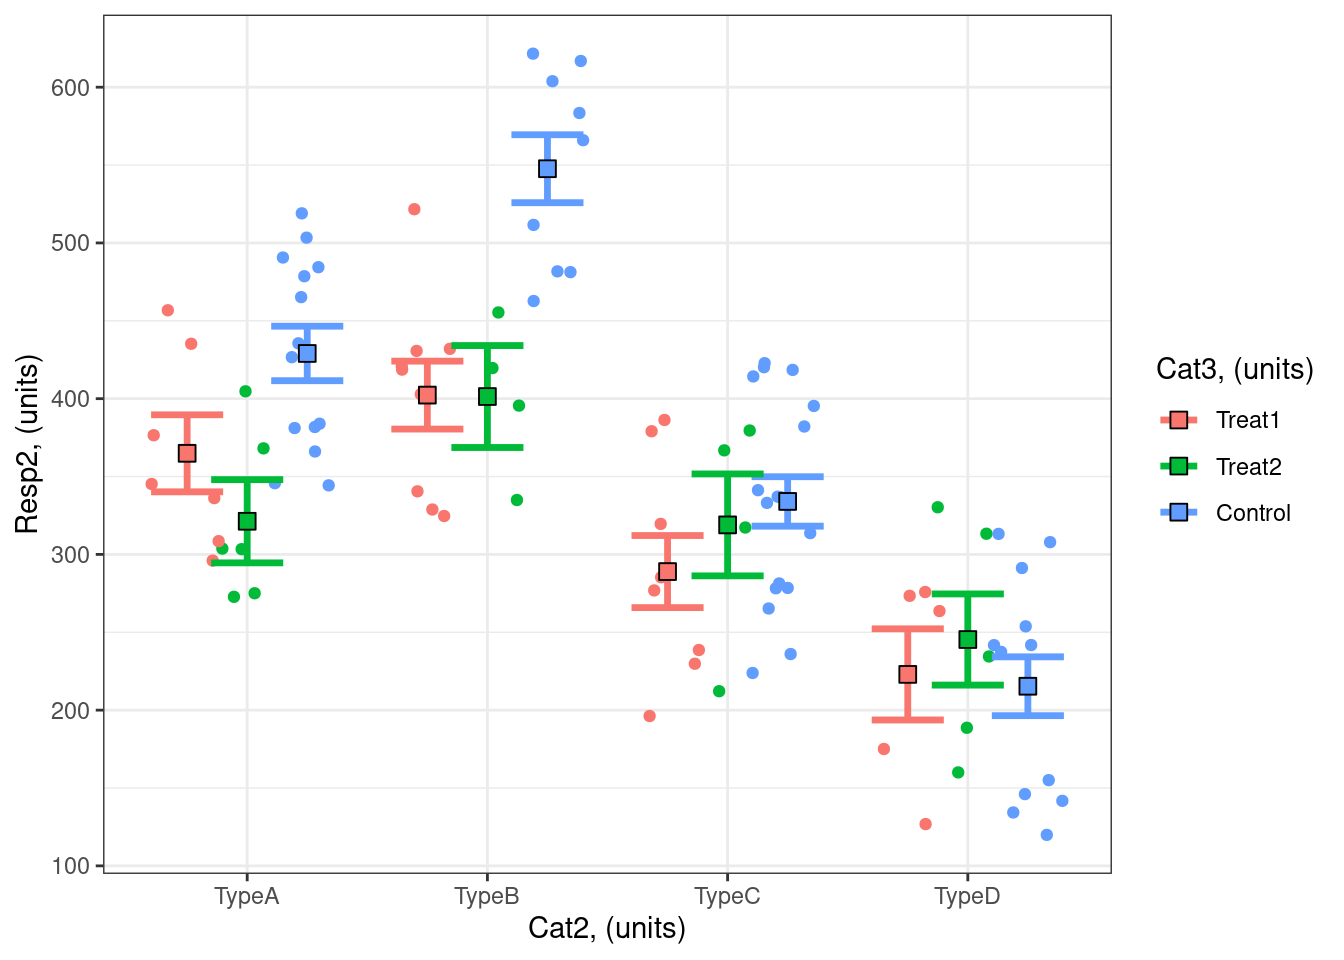 600
500
400
300
200
100
Resp2, (units)
TypeA TypeB TypeC TypeD
Cat2, (units)
Cat3, (units)
Treat1
Treat2
Control